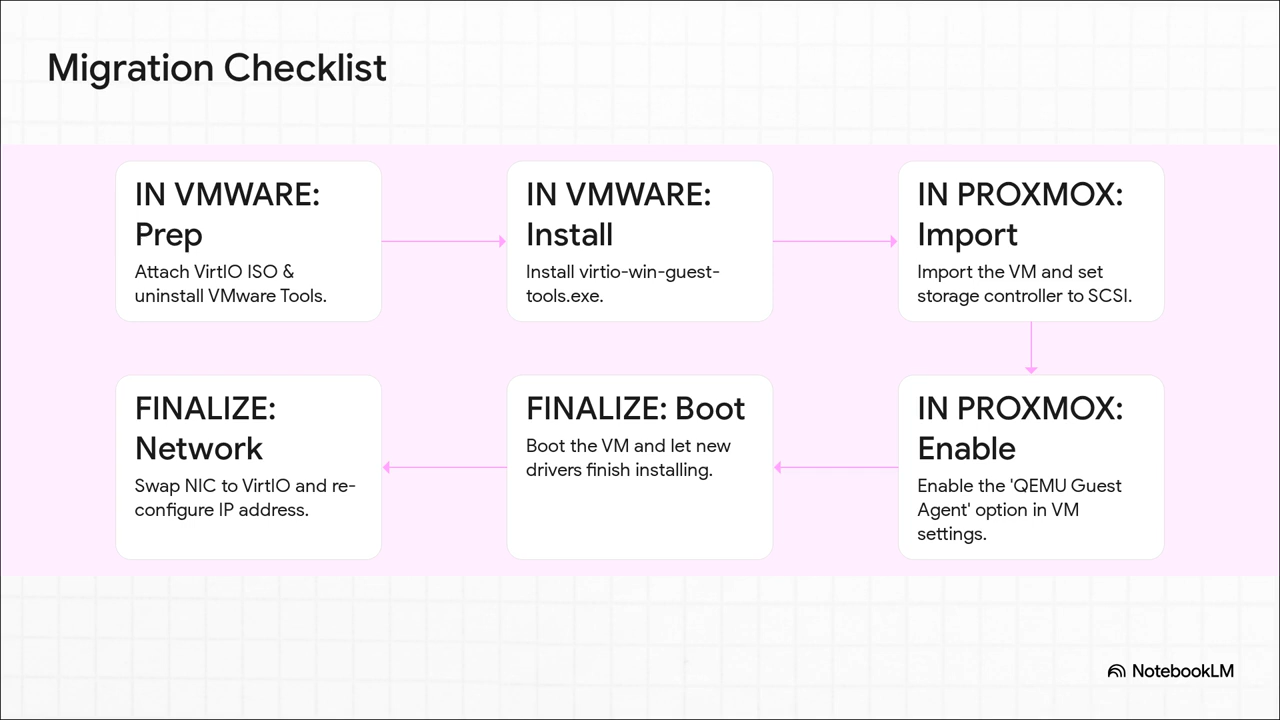 Migration Checklist
IN VMWARE:
Prep
Attach VirtIO ISO &
uninstall VMware Tools.
IN VMWARE:
Install
Install virtio-win-guest-
tools.exe.
IN PROXMOX:
Import
Import the VM and set
storage controller to SCSI.
IN PROXMOX:
Enable
Enable the 'QEMU Guest
Agent' option in VM
settings.
FINALIZE: Boot
Boot the VM and let new
drivers finish installing.
FINALIZE:
Network
Swap NIC to VirtIO and re-
configure IP address.
NotebookLM